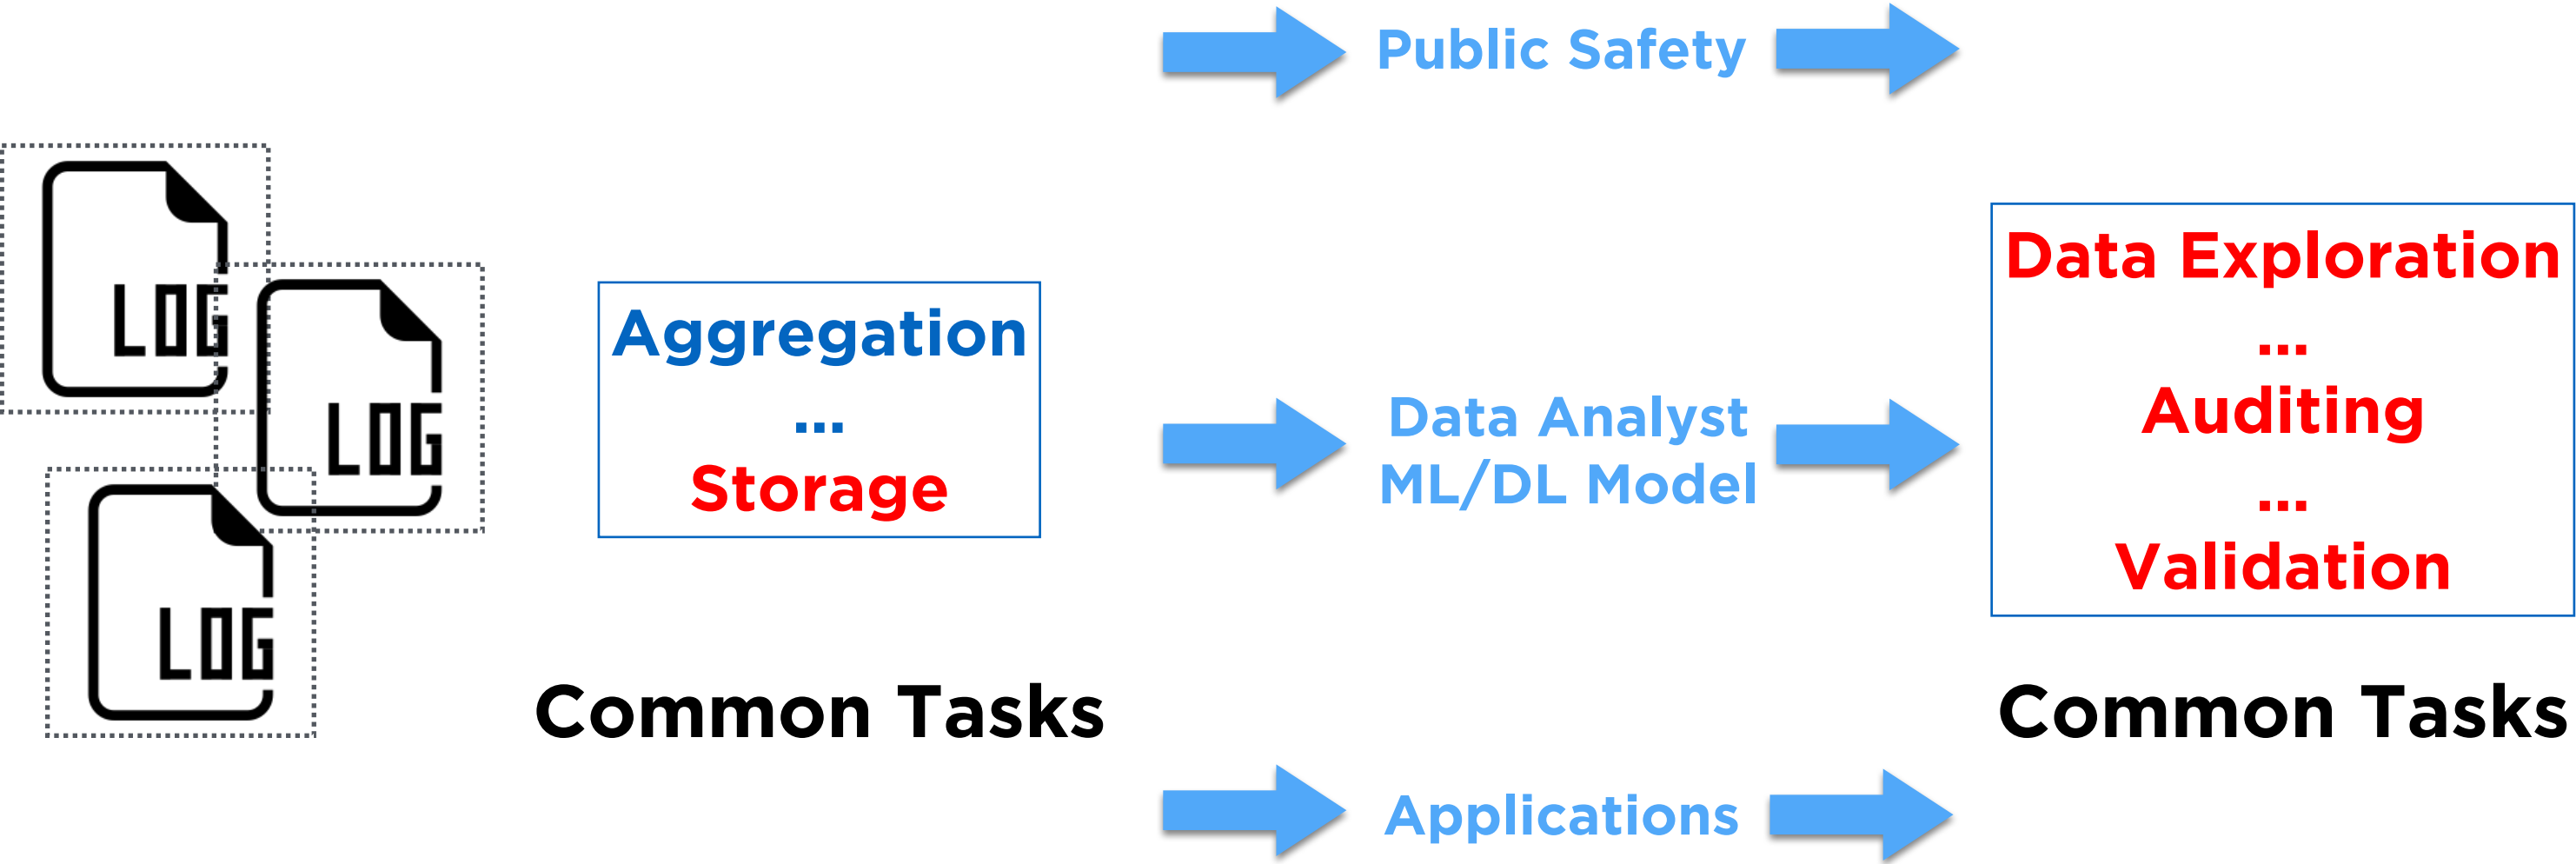 LOG
LOG
LOG
Aggregation
...
Storage
Common Tasks
Public Safety
Data Analyst
ML/DL Model
Applications
Data Exploration
...
Auditing
...
Validation
Common Tasks